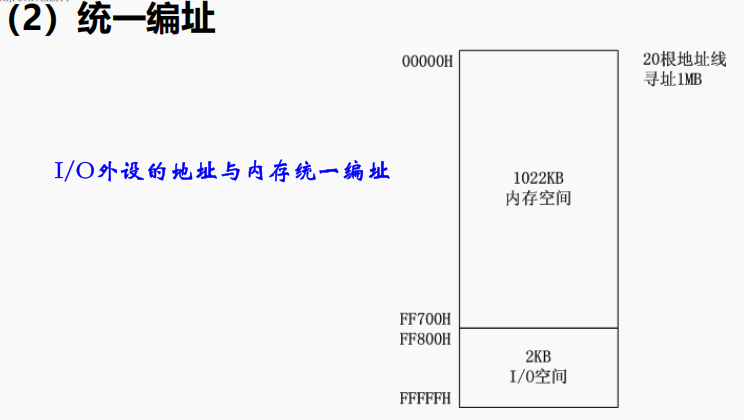 （2）统一编址
00000H
20根地址线
寻址1MB
I/O外设的地址与内存统一编址
1022KB
内存空间
FF700H
FF800H
2KB
I/O空间
FFFFFH